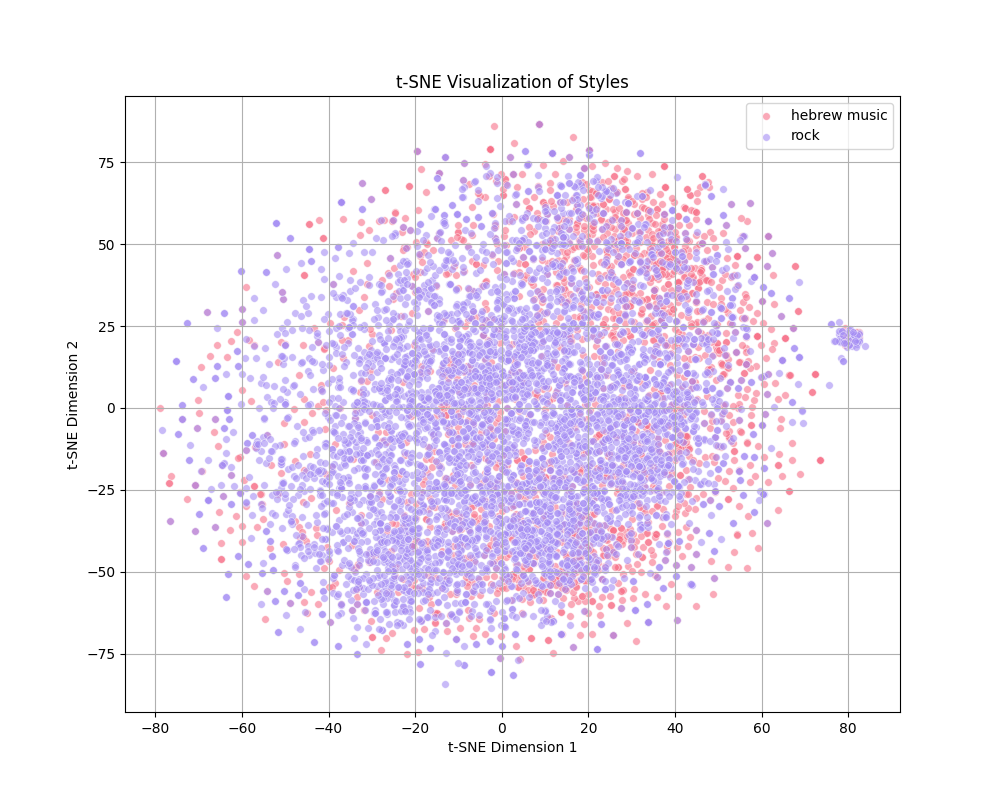 t-SNE Visualization of Styles
hebrew music
rock
75
50
25
0
−25
−50
−75
t-SNE Dimension 2
−80 −60 −40 −20 0 20 40 60 80
t-SNE Dimension 1